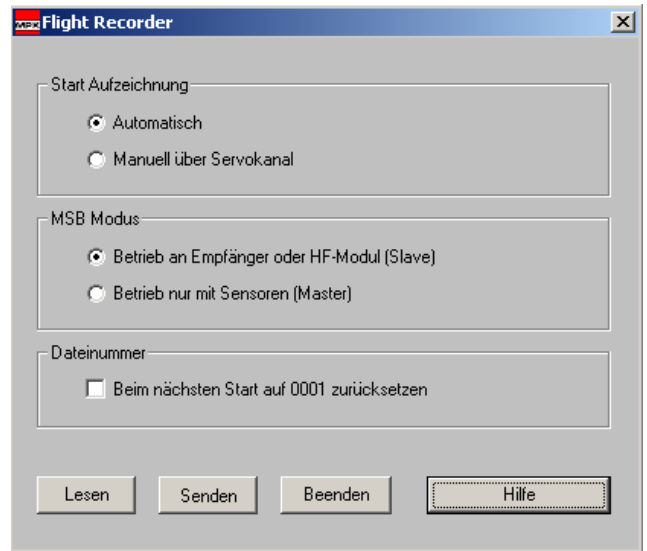 MPX Flight Recorder
Start Aufzeichnung
Automatisch
Manuell über Servokanal
MSB Modus
Betrieb an Empfänger oder HF-Modul (Slave)
Betrieb nur mit Sensoren (Master)
Dateinummer
Beim nächsten Start auf 0001 zurücksetzen
Lesen Senden Beenden Hilfe